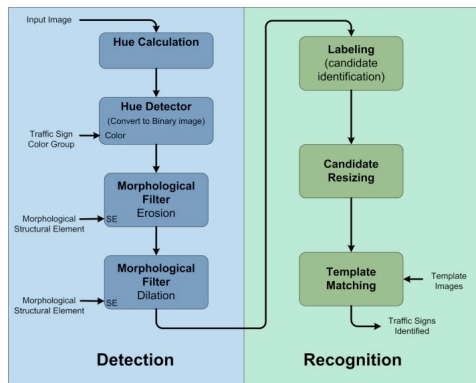 Input Image
Hue Calculation
Hue Detector
(Convert to Binary image)
Traffic Sign
Color Group
Color
Morphological
Filter
Erosion
Morphological
Structural Element
SE
Morphological
Filter
Dilation
Morphological
Structural Element
SE
Detection
Labeling
(candidate
identification)
Candidate
Resizing
Template
Matching
Template
Images
Traffic Signs
Identified
Recognition